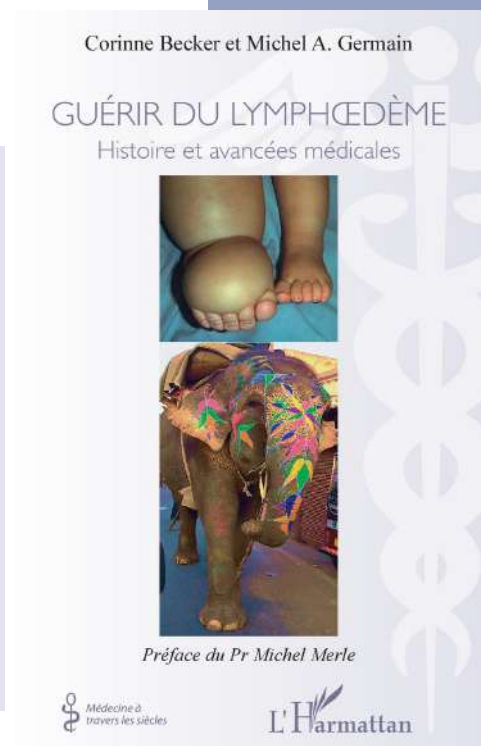 Corinne Becker et Michel A. Germain
GUÉRIR DU LYMPHŒDÈME
Histoire et avancées médicales
Préface du Pr Michel Merle
Médecine à
travers les siècles
L'Harmattan